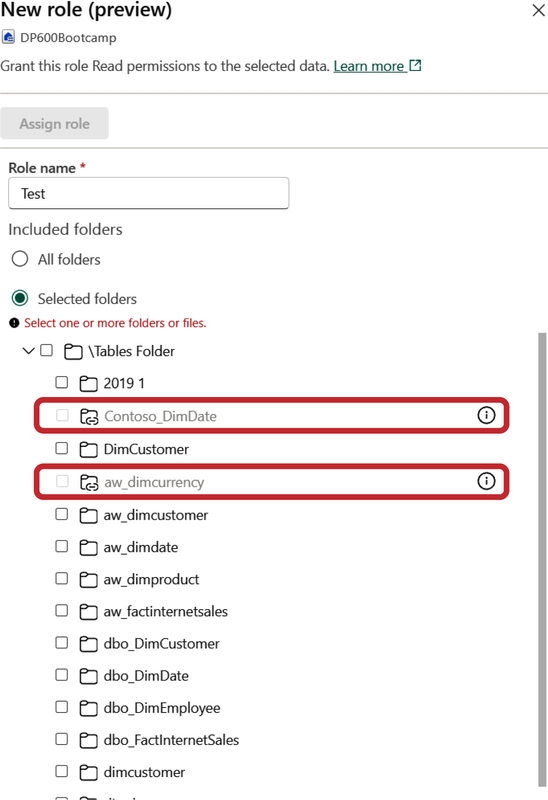 New role (preview)
DP600Bootcamp
Grant this role Read permissions to the selected data. Learn more
Assign role
Role name *
Test
Included folders
All folders
Selected folders
Select one or more folders or files.
\Tables Folder
2019 1
Contoso_DimDate
DimCustomer
aw_dimcurrency
aw_dimcustomer
aw_dimdate
aw_dimproduct
aw_factinternetsales
dbo_DimCustomer
dbo_DimDate
dbo_DimEmployee
dbo_FactInternetSales
dimcustomer